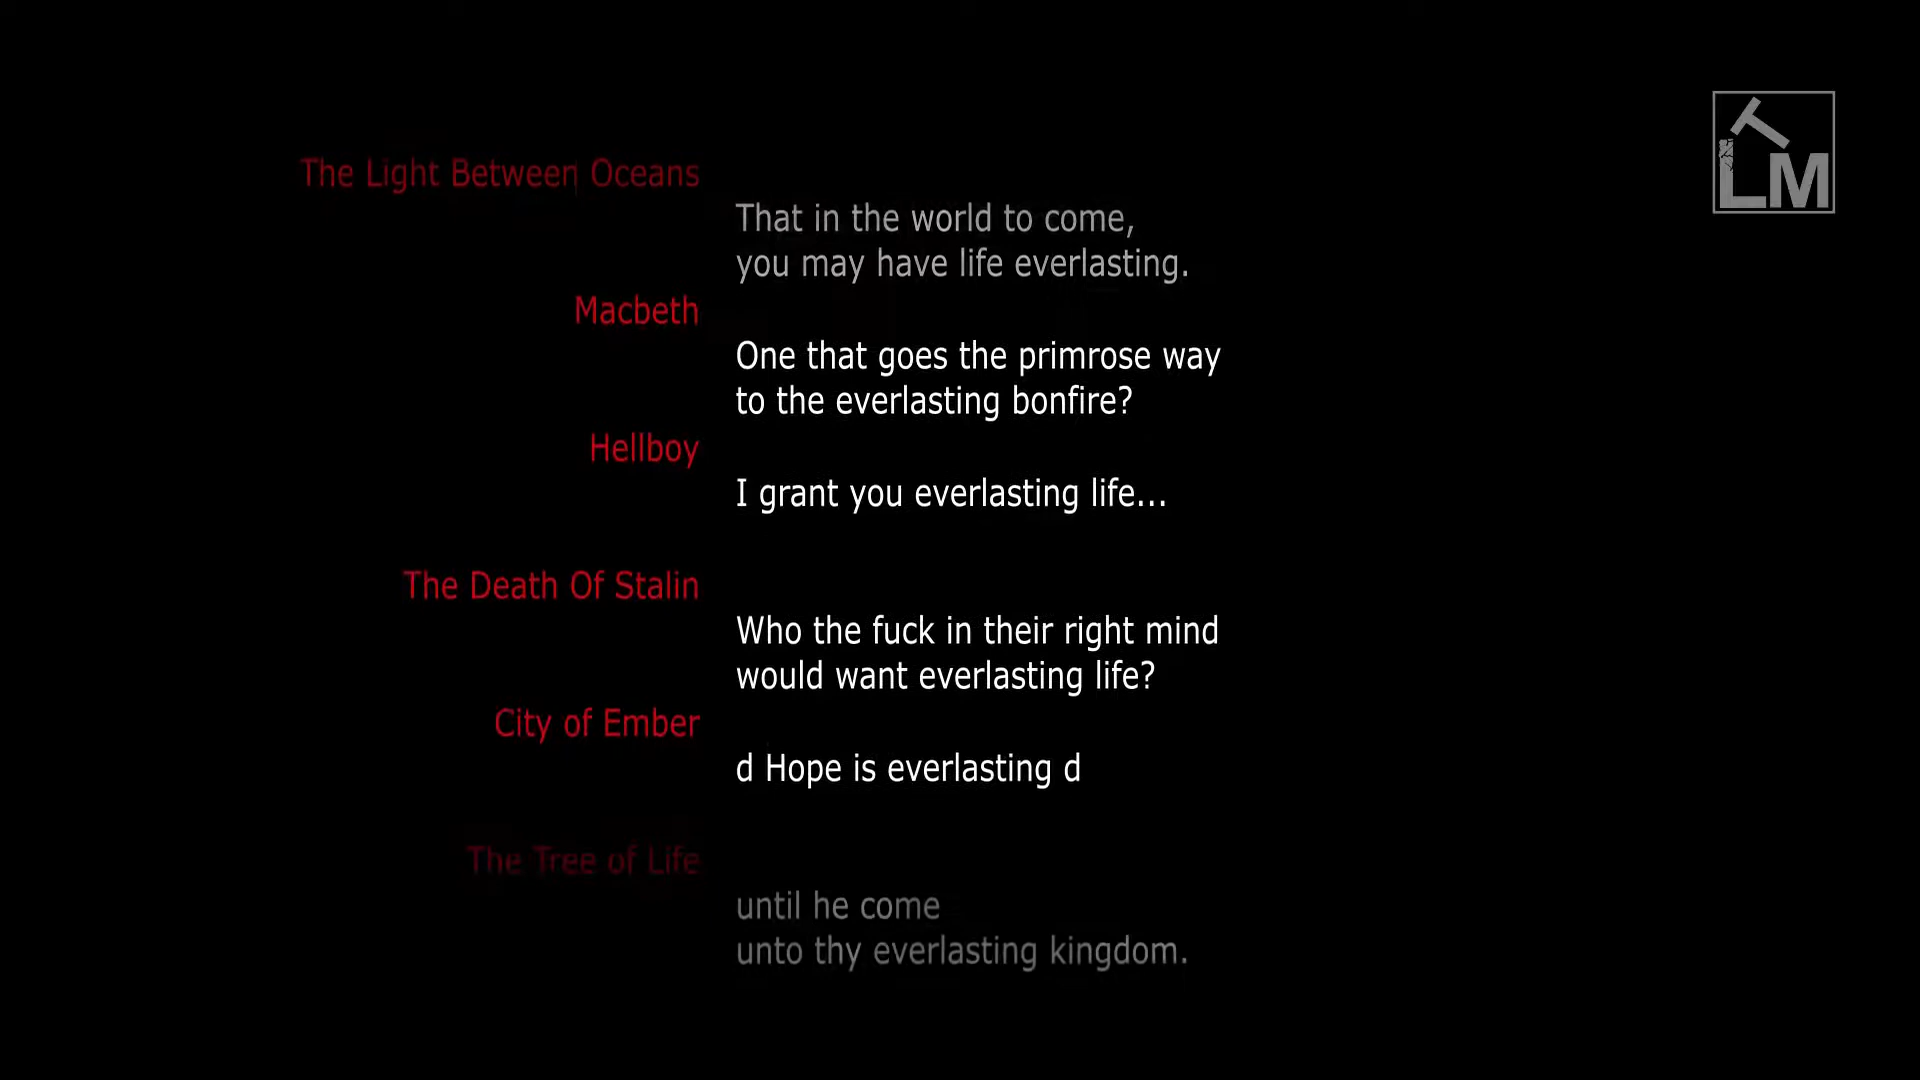 The Light Between Oceans
That in the world to come,
you may have life everlasting.
Macbeth
One that goes the primrose way
to the everlasting bonfire?
Hellboy
I grant you everlasting life...
The Death Of Stalin
Who the fuck in their right mind
would want everlasting life?
City of Ember
d Hope is everlasting d
The Tree of Life
until he come
unto thy everlasting kingdom.
TLM